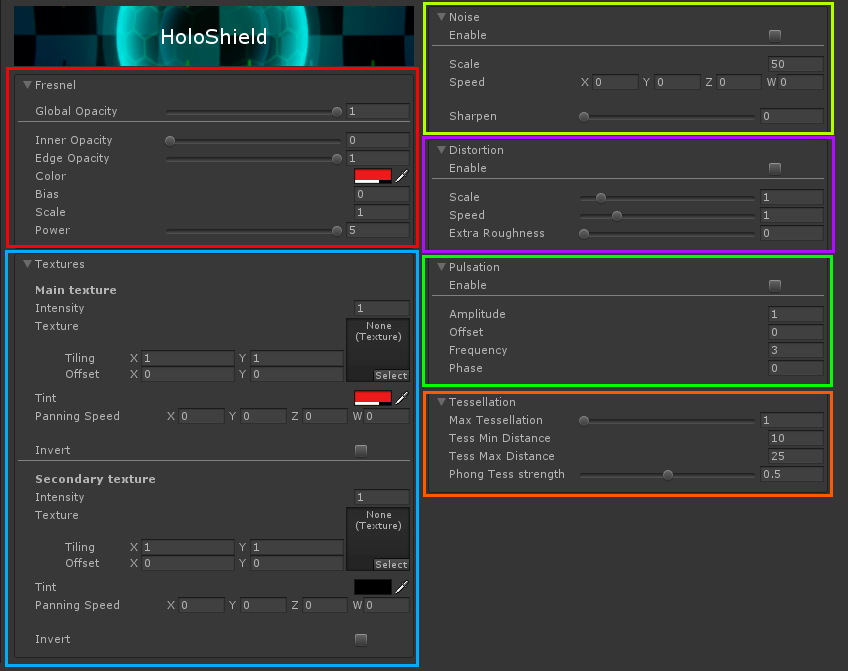 HoloShield
Fresnel
Global Opacity 1
Inner Opacity 0
Edge Opacity 1
Color
Bias 0
Scale 1
Power 5
Textures
Main texture
Intensity 1
Texture None
(Texture)
Tiling X 1 Y 1
Offset X 0 Y 0
Select
Tint
Panning Speed X 0 Y 0 Z 0 W 0
Invert
Secondary texture
Intensity 1
Texture None
(Texture)
Tiling X 1 Y 1
Offset X 0 Y 0
Select
Tint
Panning Speed X 0 Y 0 Z 0 W 0
Invert
Noise
Enable
Scale 50
Speed X 0 Y 0 Z 0 W 0
Sharpen 0
Distortion
Enable
Scale 1
Speed 1
Extra Roughness 0
Pulsation
Enable
Amplitude 1
Offset 0
Frequency 3
Phase 0
Tessellation
Max Tessellation 1
Tess Min Distance 10
Tess Max Distance 25
Phong Tess strength 0.5